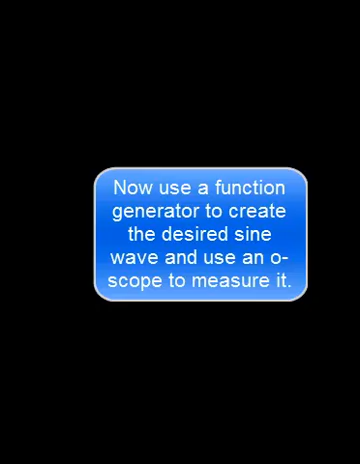 Now use a function
generator to create
the desired sine
wave and use an o-
scope to measure it.